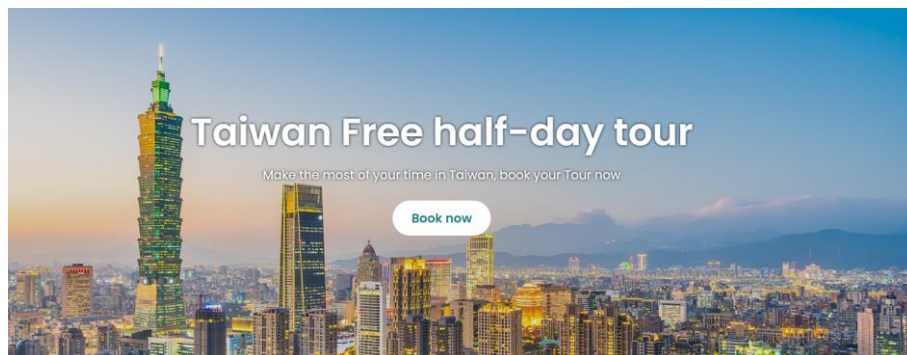 Taiwan Free half-day tour
Make the most of your time in Taiwan, book your Tour now
Book now